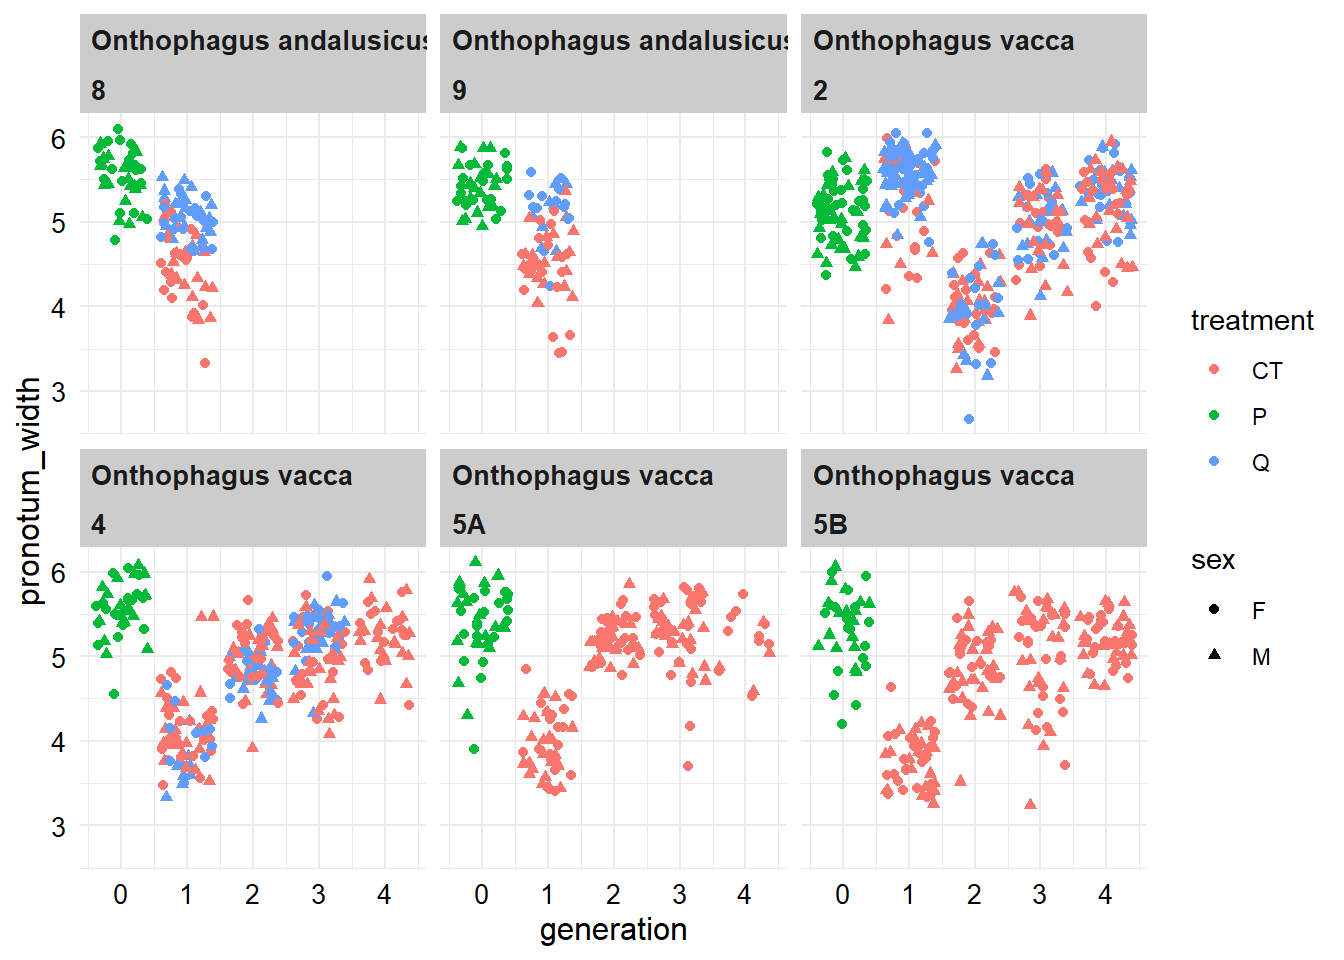 Onthophagus andalusicus
8
Onthophagus andalusicus
9
Onthophagus vacca
2
6
5
4
3
Onthophagus vacca
4
Onthophagus vacca
5A
Onthophagus vacca
5B
6
5
4
3
0 1 2 3 4
0 1 2 3 4
0 1 2 3 4
generation
pronotum_width
treatment
CT
P
Q
sex
F
M